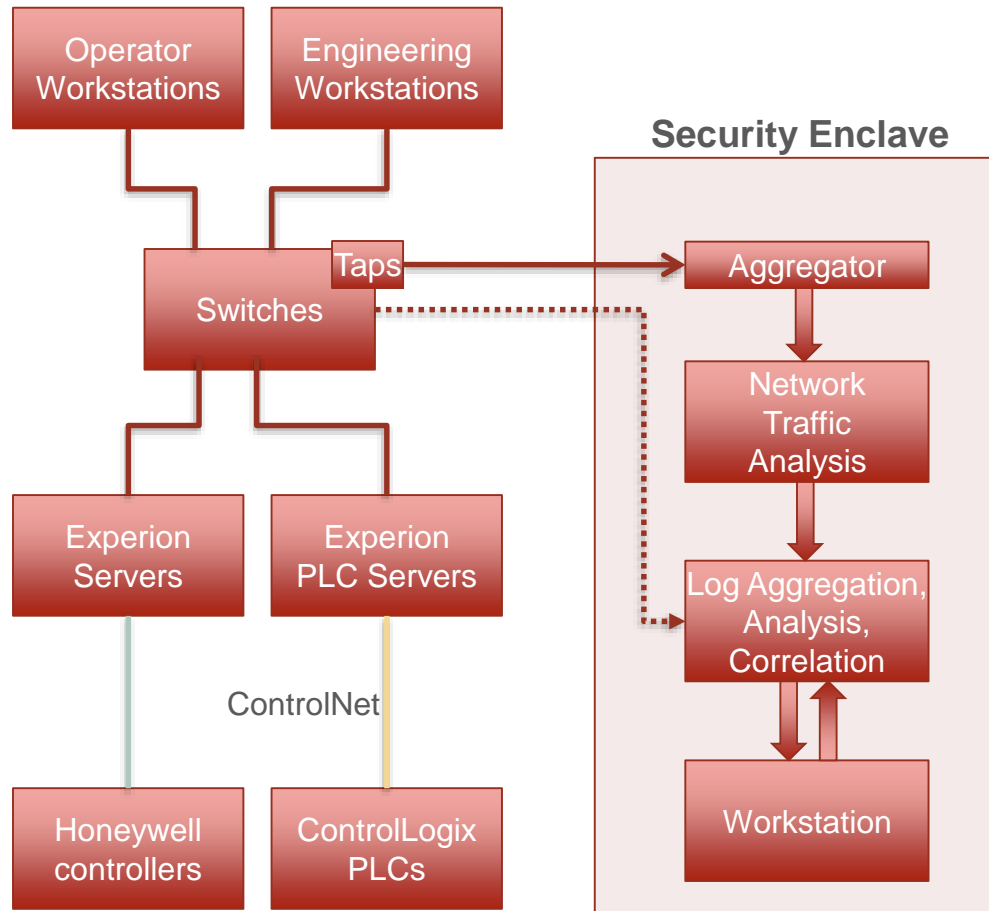 Operator
Workstations
Engineering
Workstations
Security Enclave
Taps
Switches
Aggregator
Network
Traffic
Analysis
Experion
Servers
Experion
PLC Servers
Log Aggregation,
Analysis,
Correlation
ControlNet
Honeywell
controllers
ControlLogix
PLCs
Workstation